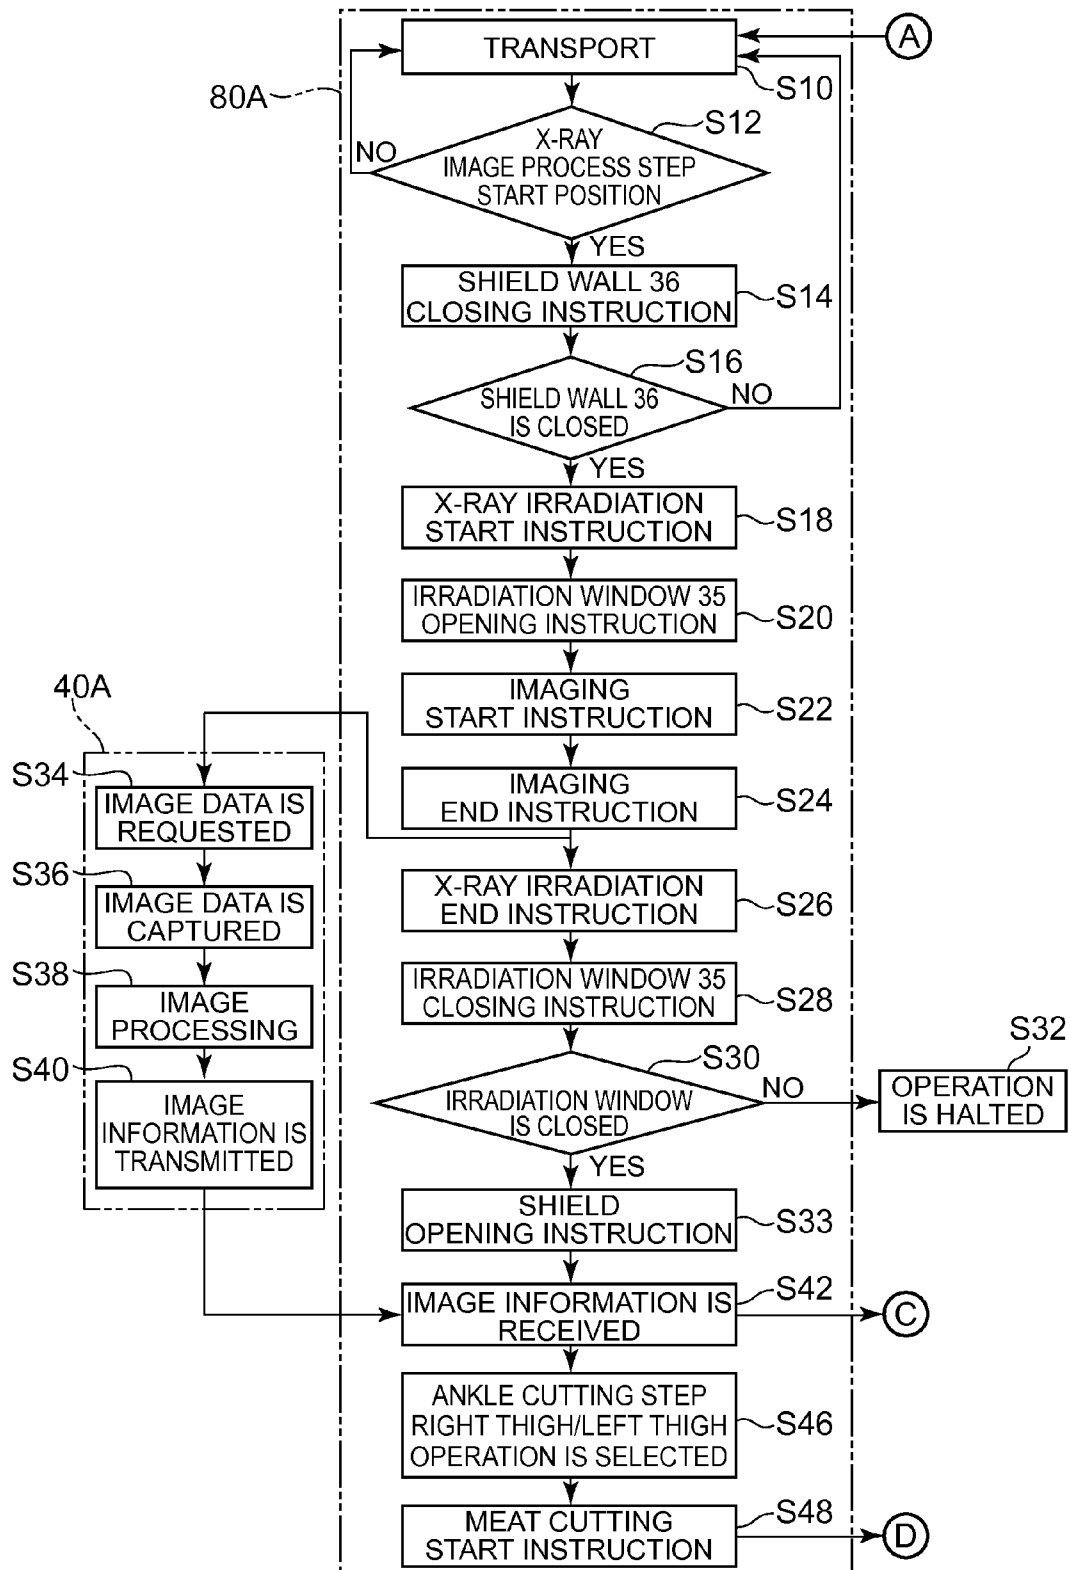 A
TRANSPORT
S10
80A
S12
X-RAY
IMAGE PROCESS STEP
START POSITION
NO
YES
SHIELD WALL 36
CLOSING INSTRUCTION
S14
S16
SHIELD WALL 36
IS CLOSED
NO
YES
X-RAY IRRADIATION
START INSTRUCTION
S18
IRRADIATION WINDOW 35
OPENING INSTRUCTION
S20
IMAGING
START INSTRUCTION
S22
IMAGING
END INSTRUCTION
S24
40A
S34
IMAGE DATA IS
REQUESTED
S36
IMAGE DATA IS
CAPTURED
S38
IMAGE
PROCESSING
S40
IMAGE
INFORMATION IS
TRANSMITTED
X-RAY IRRADIATION
END INSTRUCTION
S26
IRRADIATION WINDOW 35
CLOSING INSTRUCTION
S28
S30
IRRADIATION WINDOW
IS CLOSED
NO
S32
OPERATION
IS HALTED
YES
SHIELD
OPENING INSTRUCTION
S33
IMAGE INFORMATION IS
RECEIVED
S42
C
ANKLE CUTTING STEP
RIGHT THIGH/LEFT THIGH
OPERATION IS SELECTED
S46
MEAT CUTTING
START INSTRUCTION
S48
D